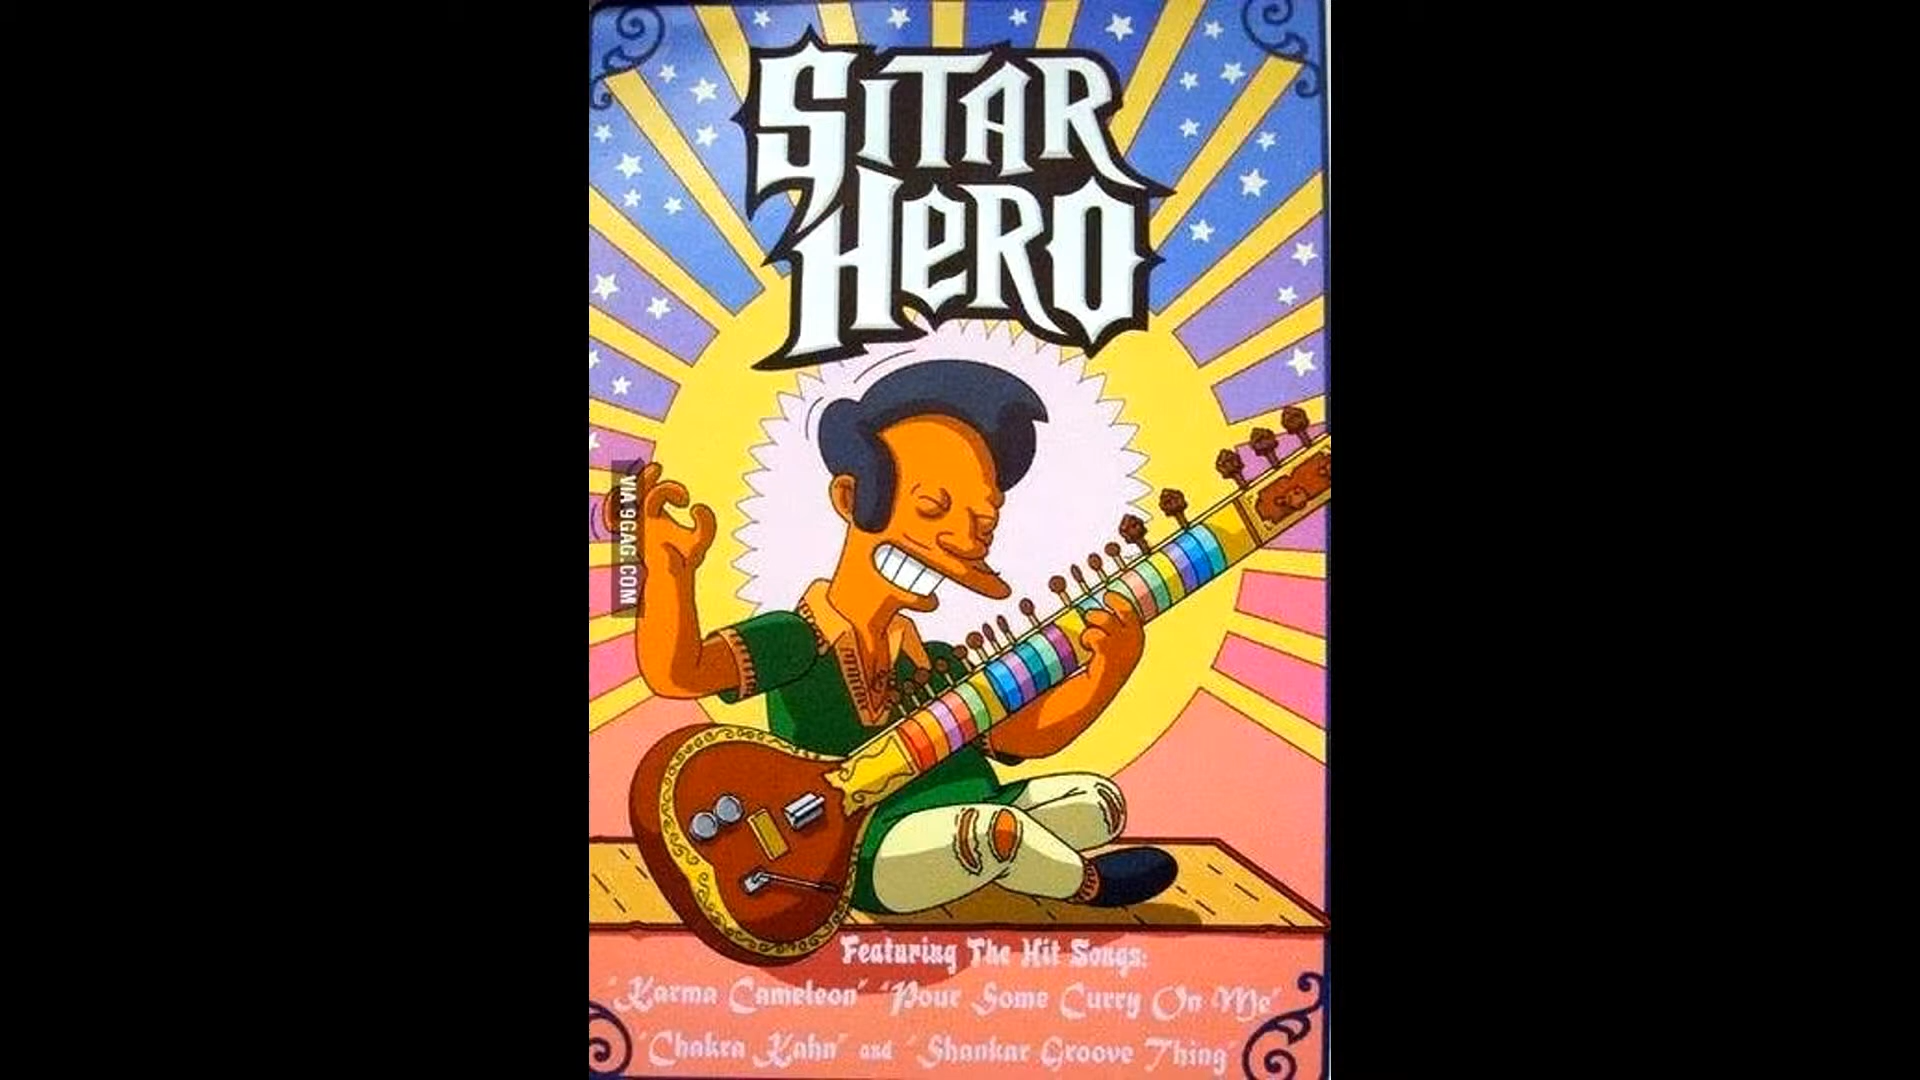 SITAR
HERO
VIA 9GAG.COM
Featuring The Hit Songs:
"Karma Cameleon" "Pour Some Curry On Me"
"Chakra Kahn" and "Shankar Groove Thing"